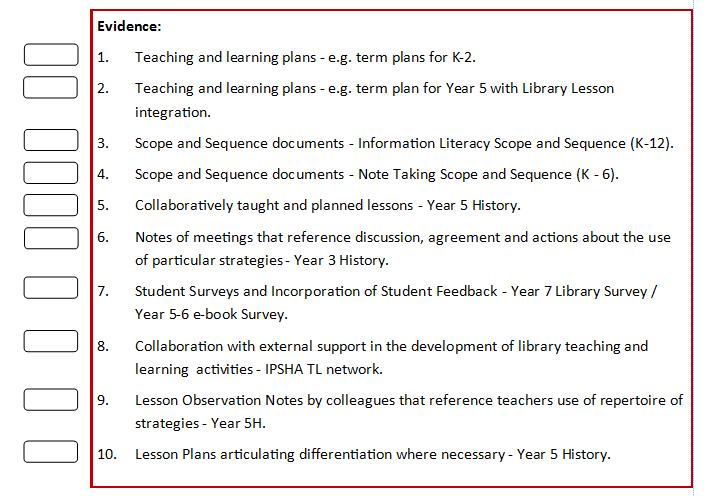 Evidence:
1. Teaching and learning plans - e.g. term plans for K-2.
2. Teaching and learning plans - e.g. term plan for Year 5 with Library Lesson
integration.
3. Scope and Sequence documents - Information Literacy Scope and Sequence (K-12).
4. Scope and Sequence documents - Note Taking Scope and Sequence (K - 6).
5. Collaboratively taught and planned lessons - Year 5 History.
6. Notes of meetings that reference discussion, agreement and actions about the use
of particular strategies - Year 3 History.
7. Student Surveys and Incorporation of Student Feedback - Year 7 Library Survey /
Year 5-6 e-book Survey.
8. Collaboration with external support in the development of library teaching and
learning activities - IPSHA TL network.
9. Lesson Observation Notes by colleagues that reference teachers use of repertoire of
strategies - Year 5H.
10. Lesson Plans articulating differentiation where necessary - Year 5 History.